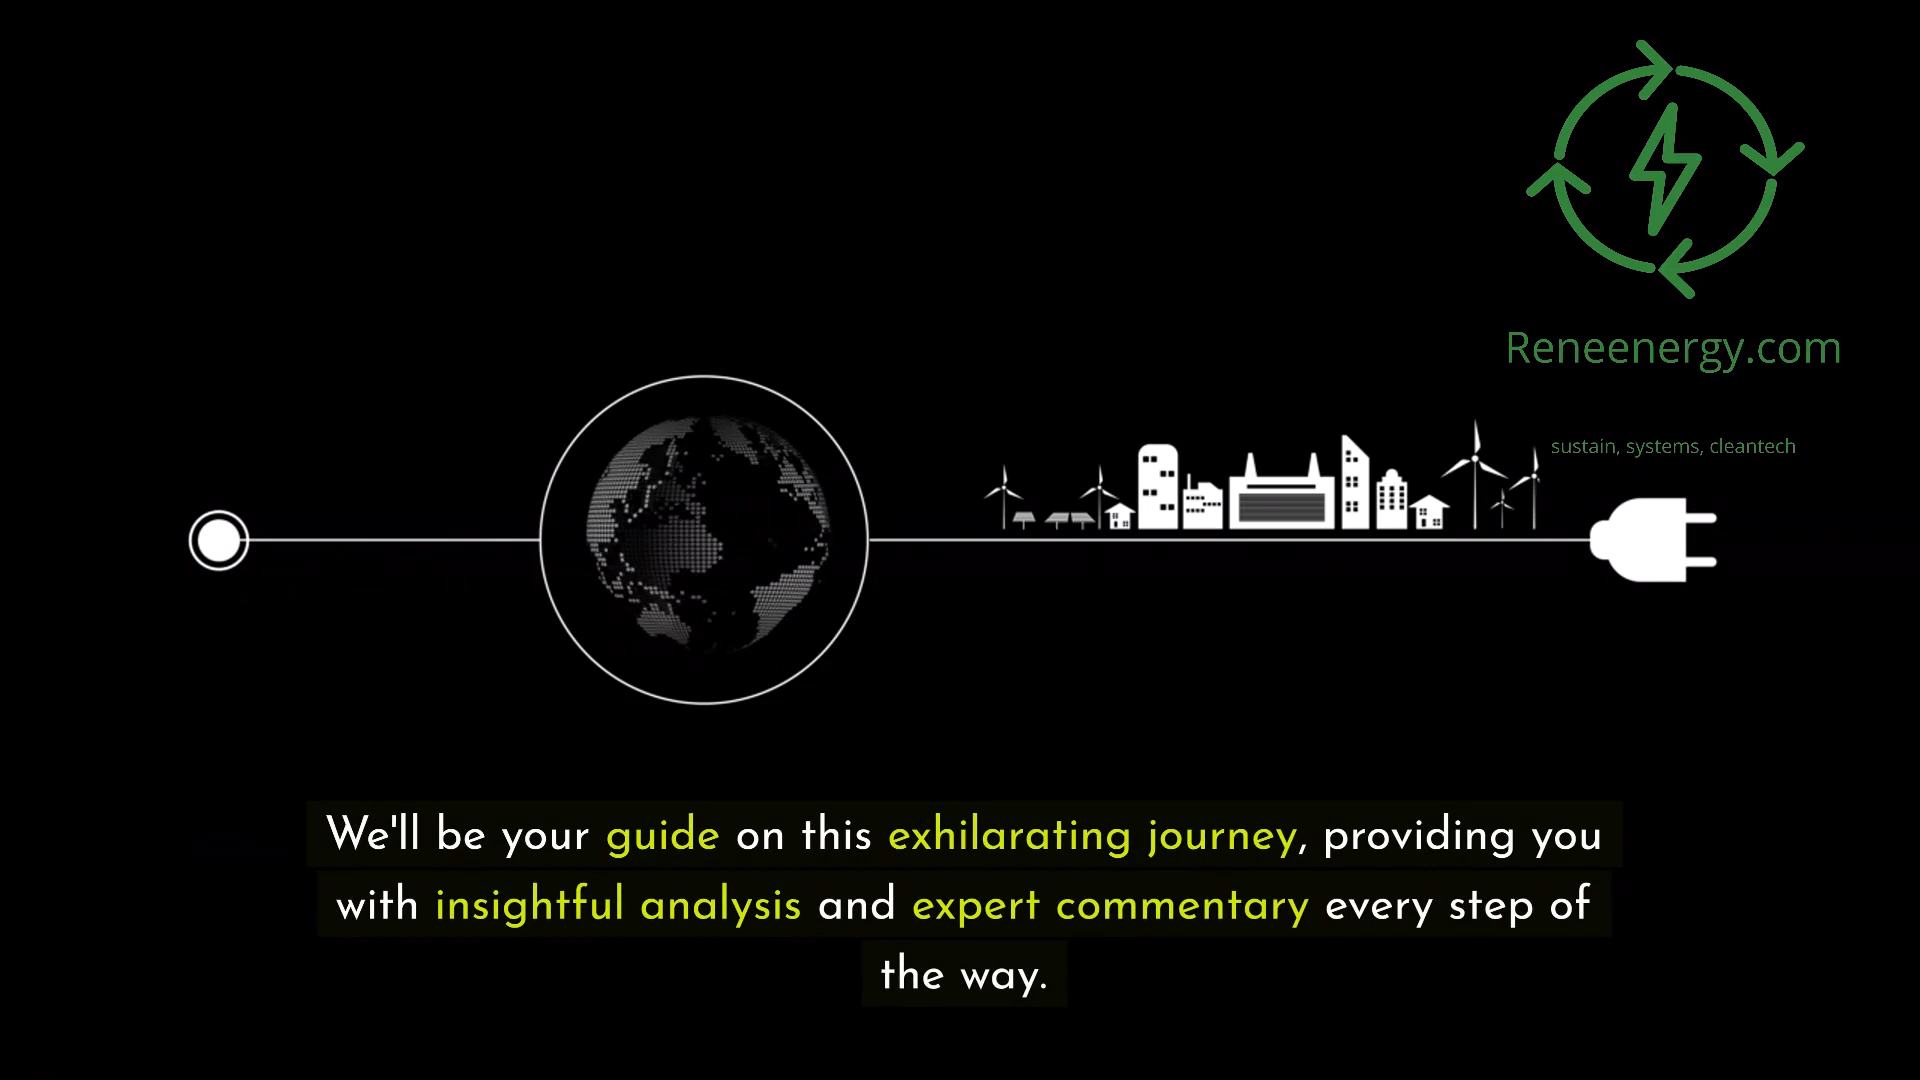 Reneenergy.com
sustain, systems, cleantech
We'll be your guide on this exhilarating journey, providing you
with insightful analysis and expert commentary every step of
the way.